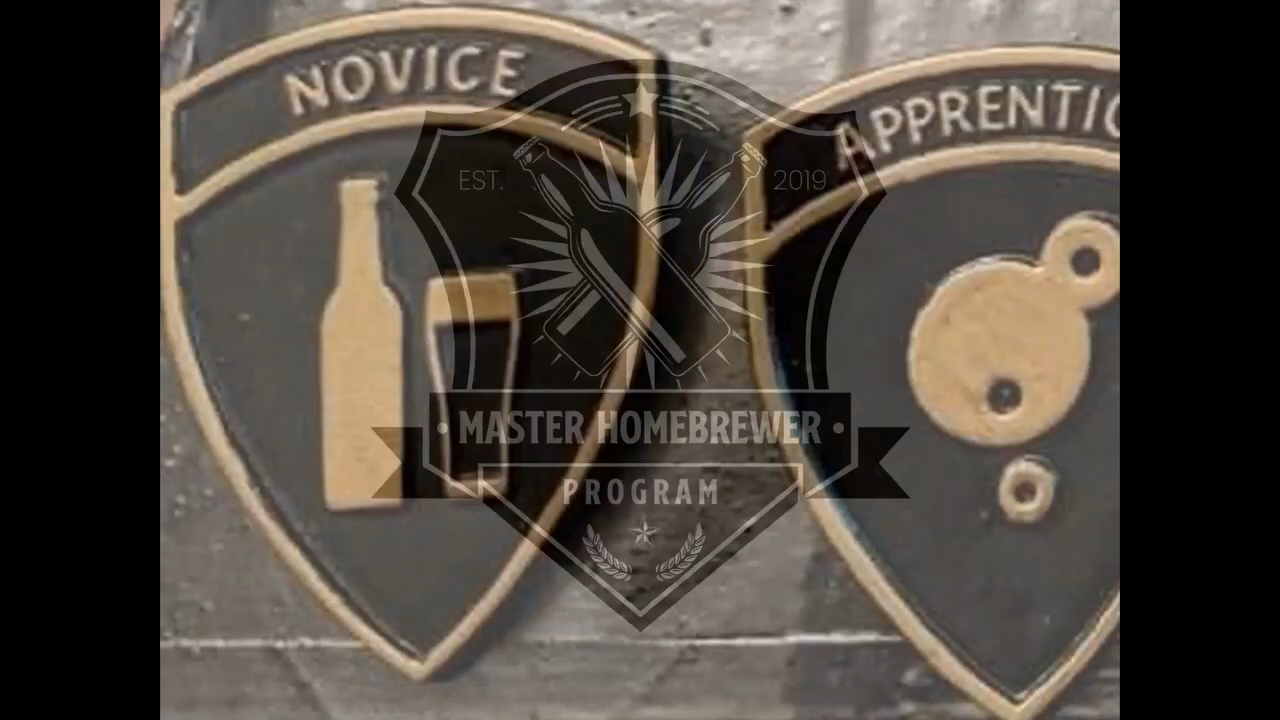 NOVICE
APPRENTIC
EST. 2019
• MASTER HOMEBREWER •
PROGRAM